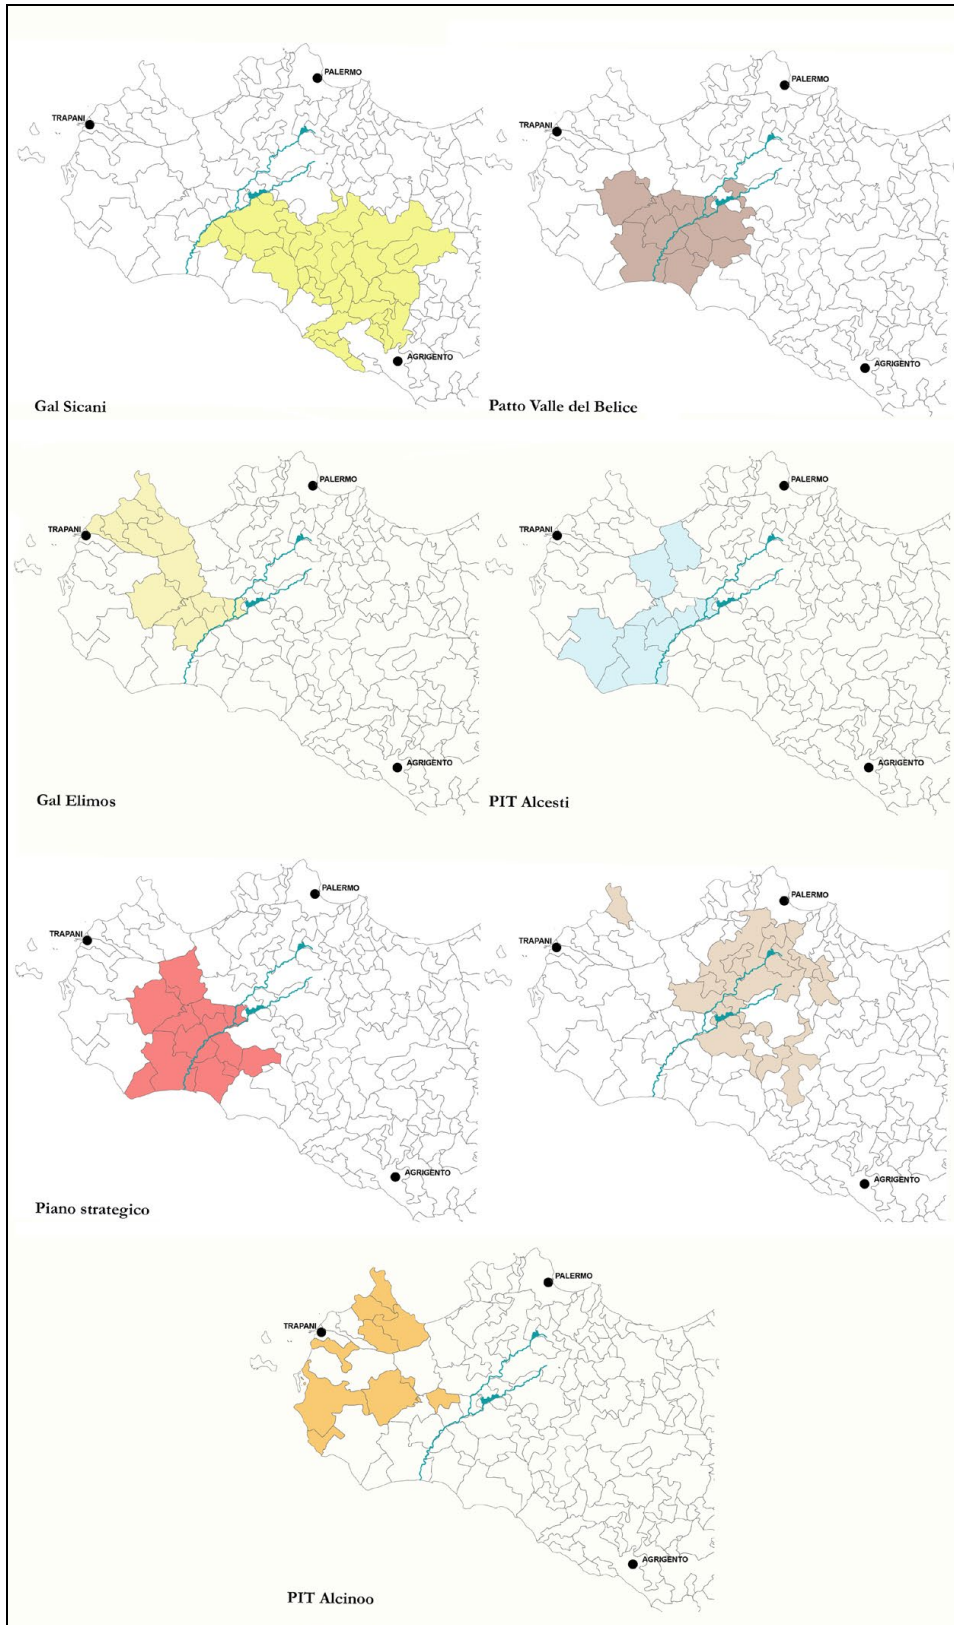 PALERMO
TRAPANI
AGRIGENTO
Gal Sicani
PALERMO
TRAPANI
AGRIGENTO
Patto Valle del Belice
PALERMO
TRAPANI
AGRIGENTO
Gal Elimos
PALERMO
TRAPANI
AGRIGENTO
PIT Alcesti
PALERMO
TRAPANI
AGRIGENTO
Piano strategico
PALERMO
TRAPANI
AGRIGENTO
PALERMO
TRAPANI
AGRIGENTO
PIT Alcinoo